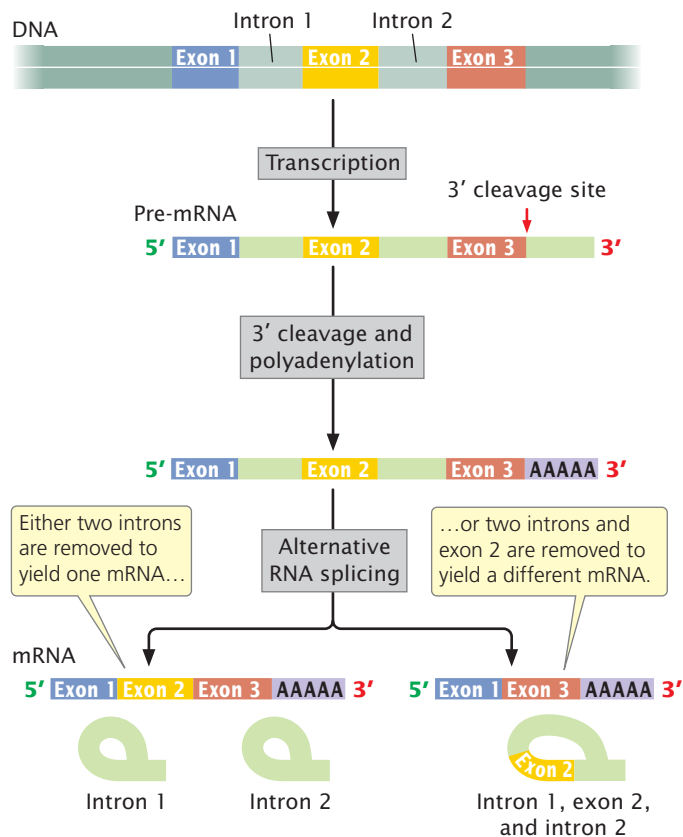 Intron 1 Intron 2
DNA
Exon 1 Exon 2 Exon 3
Transcription
3′ cleavage site
Pre-mRNA
5′ Exon 1 Exon 2 Exon 3 3′
3′ cleavage and
polyadenylation
5′ Exon 1 Exon 2 Exon 3 AAAAA 3′
Either two introns
are removed to
yield one mRNA…
Alternative
RNA splicing
…or two introns and
exon 2 are removed to
yield a different mRNA.
mRNA
5′ Exon 1 Exon 2 Exon 3 AAAAA 3′
5′ Exon 1 Exon 3 AAAAA 3′
Exon 2
Intron 1
Intron 2
Intron 1, exon 2,
and intron 2